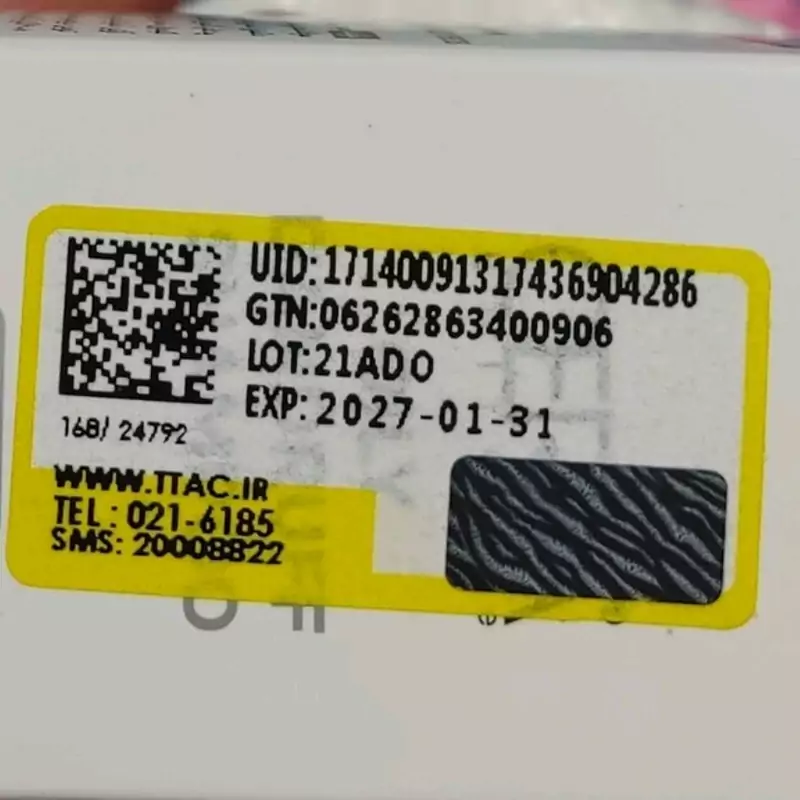 UID:17140091317436904286
GTN:06262863400906
LOT:21ADO
EXP:2027-01-31
168/ 24792
WWW.TTAC.IR
TEL : 021-6185
SMS: 20008822